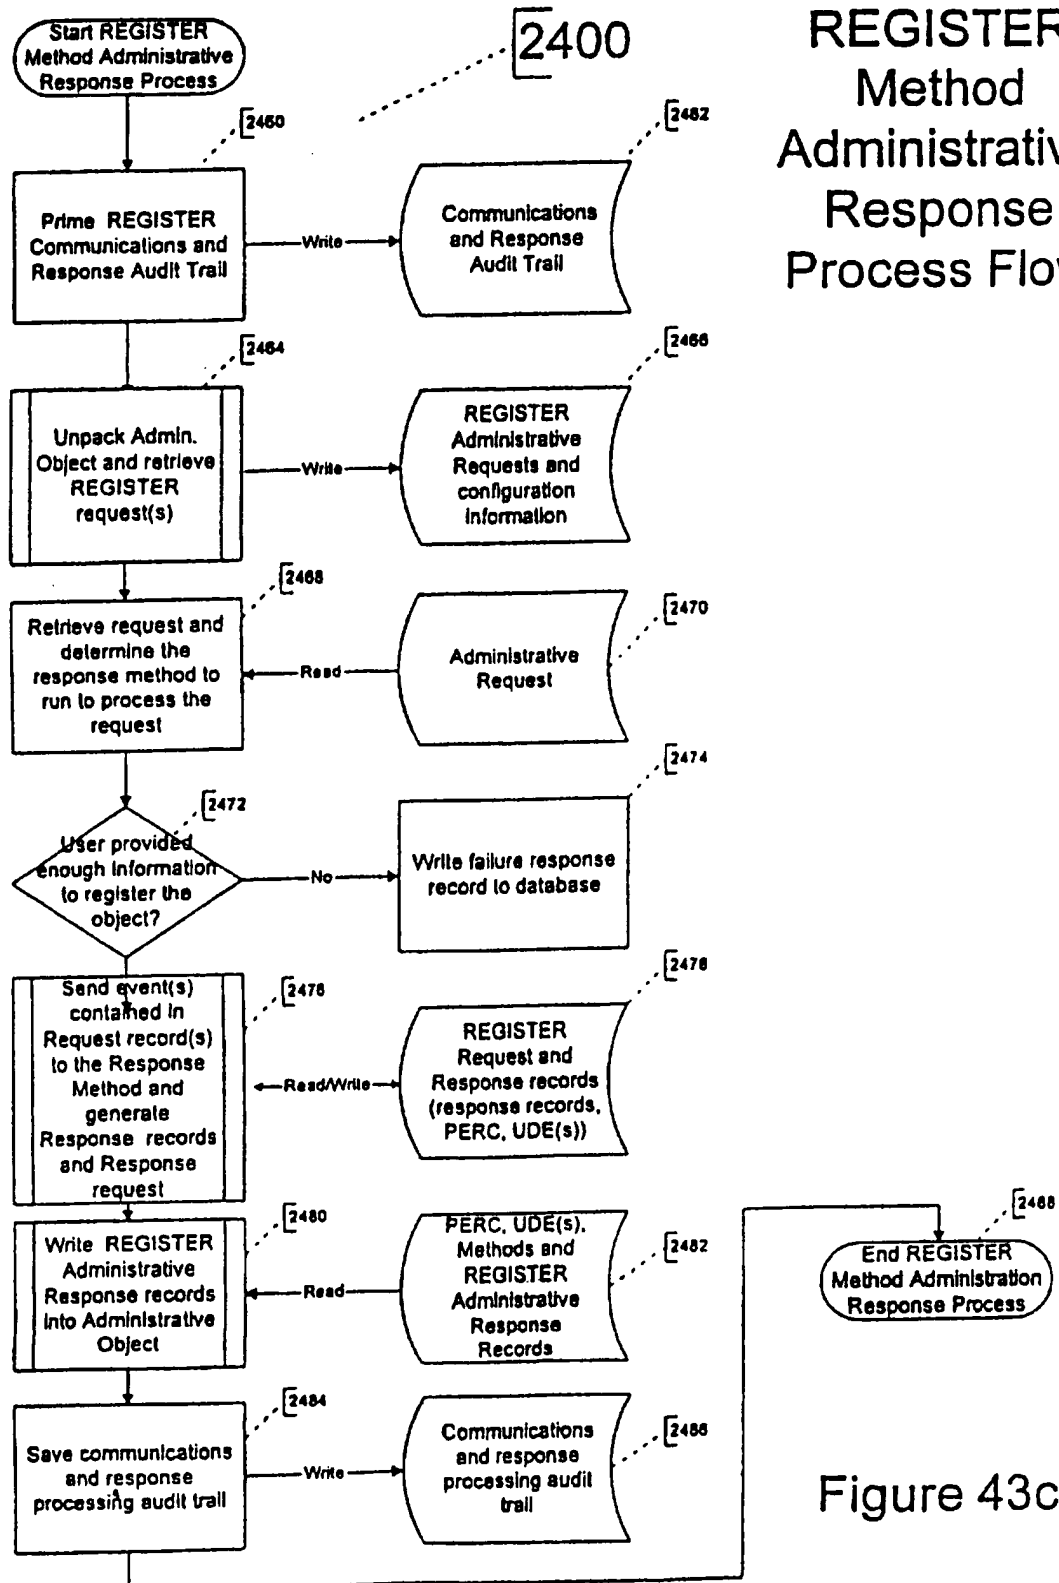 Start REGISTER
Method Administrative
Response Process
2400
REGISTER
Method
Administrative
Response
Process Flow
2460
2462
Prime REGISTER
Communications and
Response Audit Trail
Write
Communications
and Response
Audit Trail
2464
2466
Unpack Admin.
Object and retrieve
REGISTER
request(s)
Write
REGISTER
Administrative
Requests and
configuration
information
2468
2470
Retrieve request and
determine the
response method to
run to process the
request
Read
Administrative
Request
2472
2474
User provided
enough information
to register the
object?
No
Write failure response
record to database
2476
2478
Send event(s)
contained in
Request record(s)
to the Response
Method and
generate
Response records
and Response
request
Read/Write
REGISTER
Request and
Response records
(response records,
PERC, UDE(s))
2480
2482
Write REGISTER
Administrative
Response records
into Administrative
Object
Read
PERC, UDE(s),
Methods and
REGISTER
Administrative
Response
Records
2488
End REGISTER
Method Administration
Response Process
2484
2486
Save communications
and response
processing audit trail
Write
Communications
and response
processing audit
trail
Figure 43c